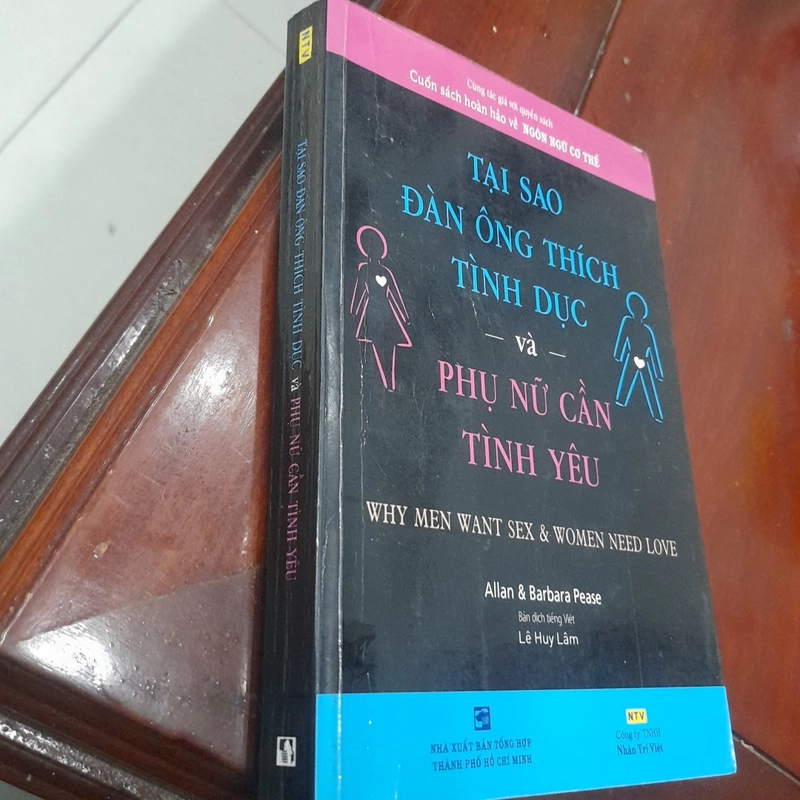 NTV
TẠI SAO ĐÀN ÔNG THÍCH TÌNH DỤC và PHỤ NỮ CẦN TÌNH YÊU
Cùng tác giả với quyển sách
Cuốn sách hoàn hảo về NGÔN NGỮ CƠ THỂ
TẠI SAO
ĐÀN ÔNG THÍCH
TÌNH DỤC
– và –
PHỤ NỮ CẦN
TÌNH YÊU
WHY MEN WANT SEX & WOMEN NEED LOVE
Allan & Barbara Pease
Bản dịch tiếng Việt
Lê Huy Lâm
NHÀ XUẤT BẢN TỔNG HỢP
THÀNH PHỐ HỒ CHÍ MINH
NTV
Công ty TNHH
Nhân Trí Việt